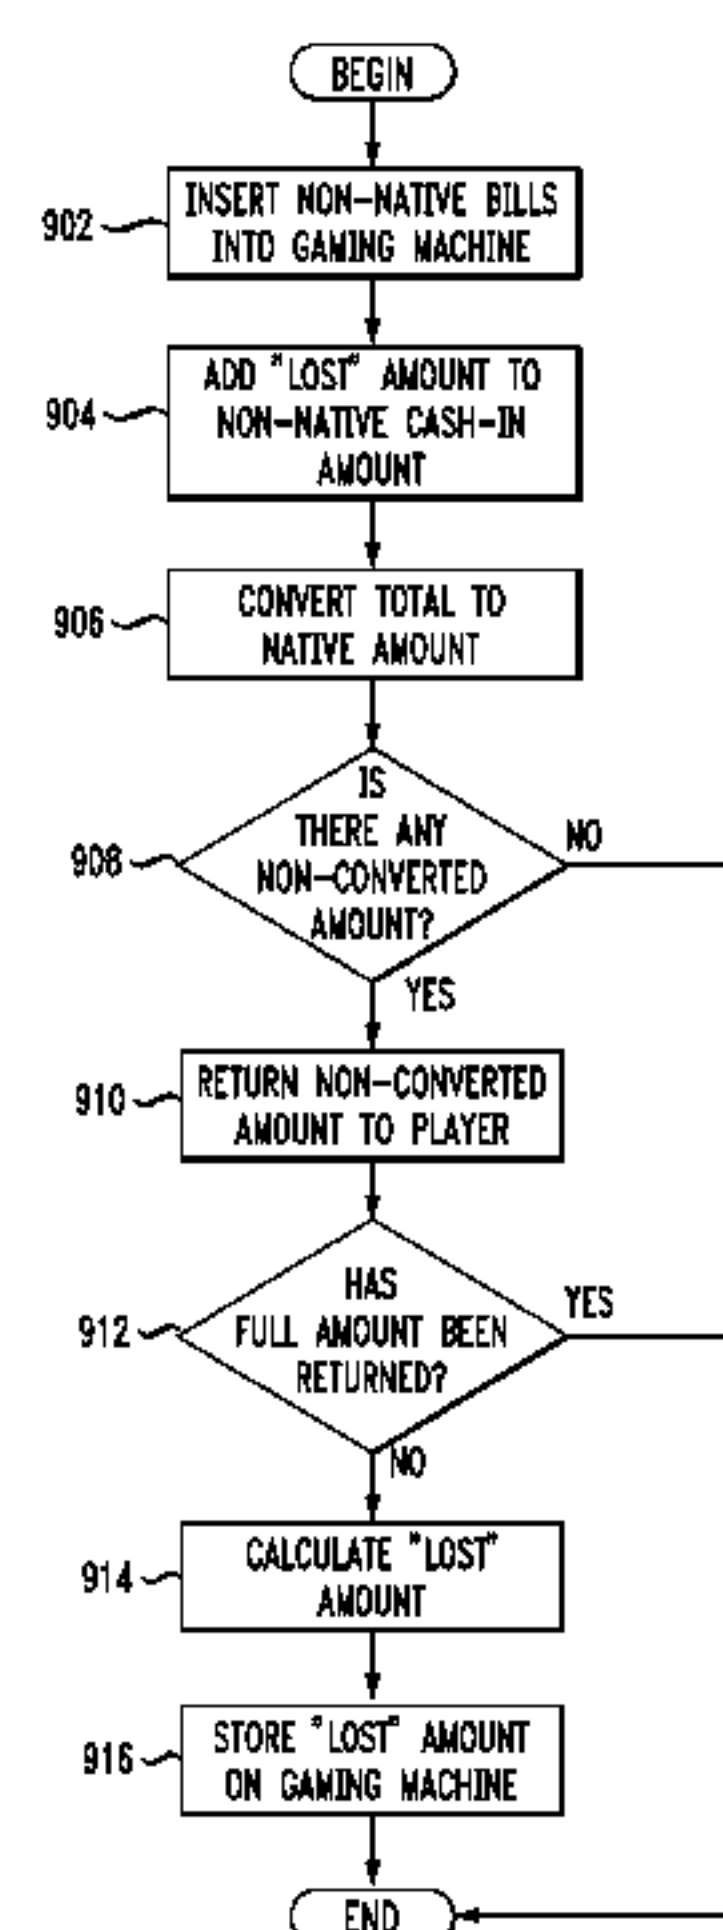 BEGIN
902
INSERT NON-NATIVE BILLS
INTO GAMING MACHINE
904
ADD "LOST" AMOUNT TO
NON-NATIVE CASH-IN
AMOUNT
906
CONVERT TOTAL TO
NATIVE AMOUNT
908
IS
THERE ANY
NON-CONVERTED
AMOUNT?
NO
YES
910
RETURN NON-CONVERTED
AMOUNT TO PLAYER
912
HAS
FULL AMOUNT BEEN
RETURNED?
YES
NO
914
CALCULATE "LOST"
AMOUNT
916
STORE "LOST" AMOUNT
ON GAMING MACHINE
END